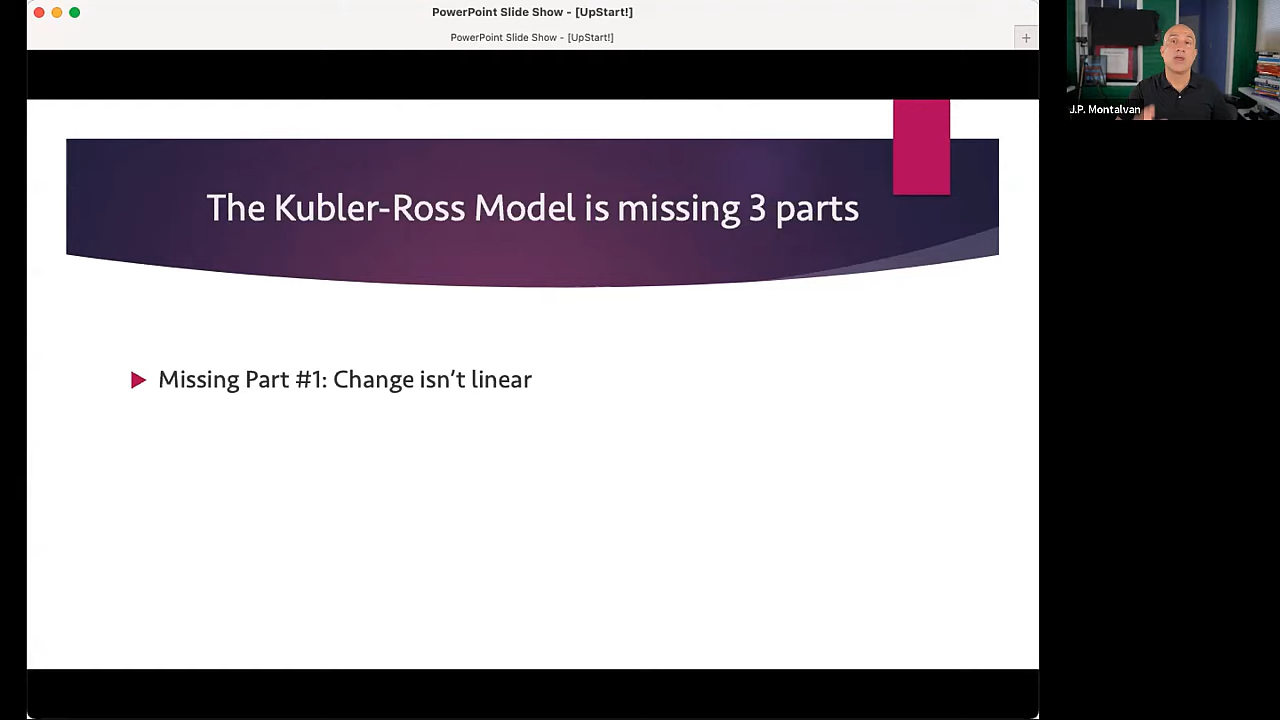 PowerPoint Slide Show - [UpStart!]
PowerPoint Slide Show - [UpStart!]
J.P. Montalvan
The Kubler-Ross Model is missing 3 parts
Missing Part #1: Change isn’t linear